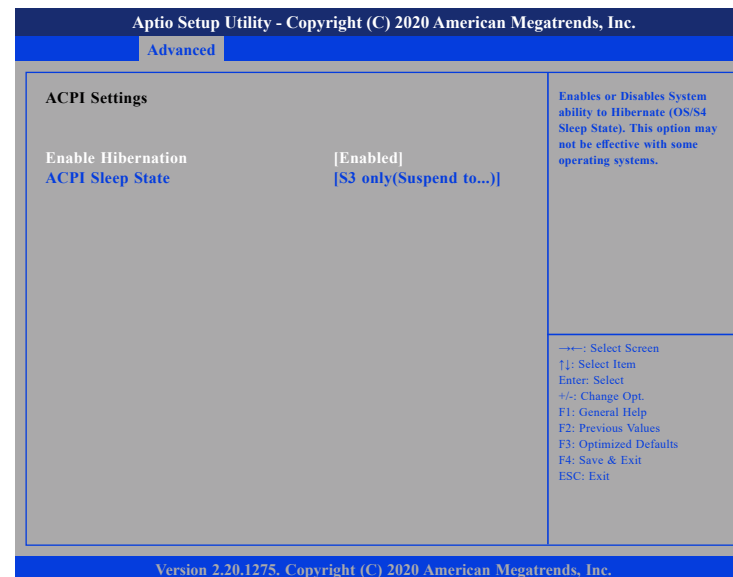 Aptio Setup Utility - Copyright (C) 2020 American Megatrends, Inc.
Advanced
ACPI Settings
Enable Hibernation [Enabled]
ACPI Sleep State [S3 only(Suspend to...)]
Enables or Disables System
ability to Hibernate (OS/S4
Sleep State). This option may
not be effective with some
operating systems.
→←: Select Screen
↑↓: Select Item
Enter: Select
+/-: Change Opt.
F1: General Help
F2: Previous Values
F3: Optimized Defaults
F4: Save & Exit
ESC: Exit
Version 2.20.1275. Copyright (C) 2020 American Megatrends, Inc.